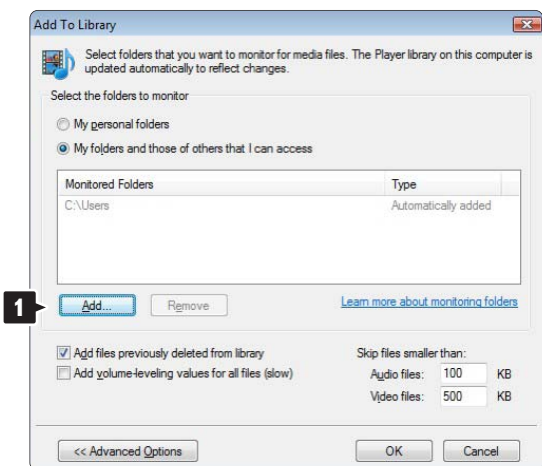 Add To Library
Select folders that you want to monitor for media files. The Player library on this computer is
updated automatically to reflect changes.
Select the folders to monitor
My personal folders
My folders and those of others that I can access
Monitored Folders Type
C:\Users Automatically added
1
Add... Remove Learn more about monitoring folders
Add files previously deleted from library
Add volume-leveling values for all files (slow)
Skip files smaller than:
Audio files: 100 KB
Video files: 500 KB
<< Advanced Options OK Cancel